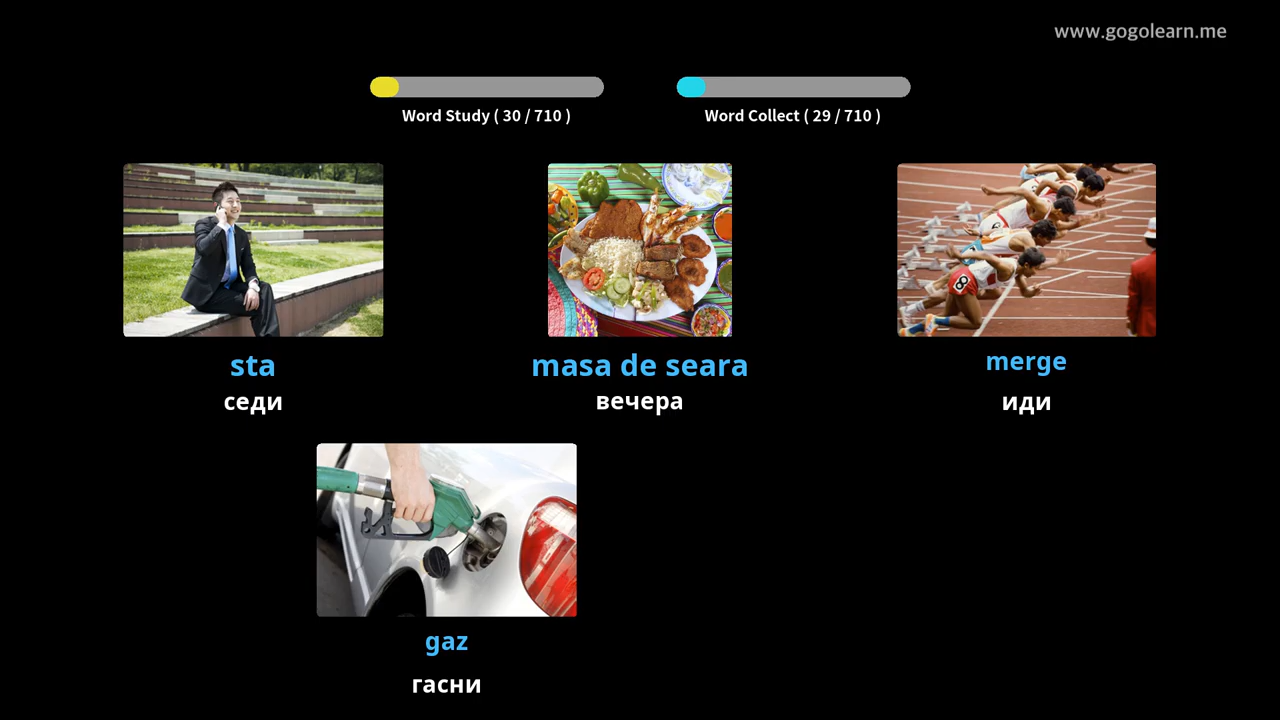 www.gogolearn.me
Word Study ( 30 / 710 )
Word Collect ( 29 / 710 )
sta
седи
masa de seara
вечера
merge
иди
gaz
гасни
8